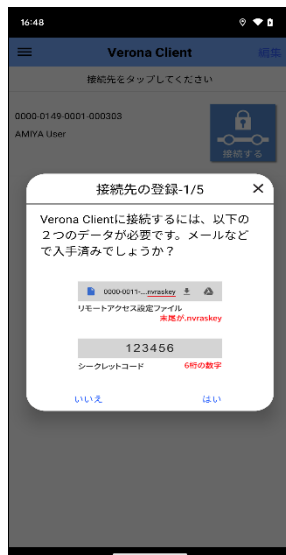 16:48
Verona Client
編集
接続先をタップしてください
0000-0149-0001-000303
AMIYA User
接続する
接続先の登録-1/5
Verona Clientに接続するには、以下の
２つのデータが必要です。メールなど
で入手済みでしょうか？
0000-0011-...nvraskey
リモートアクセス設定ファイル
末尾が.nvraskey
123456
シークレットコード
6桁の数字
いいえ
はい